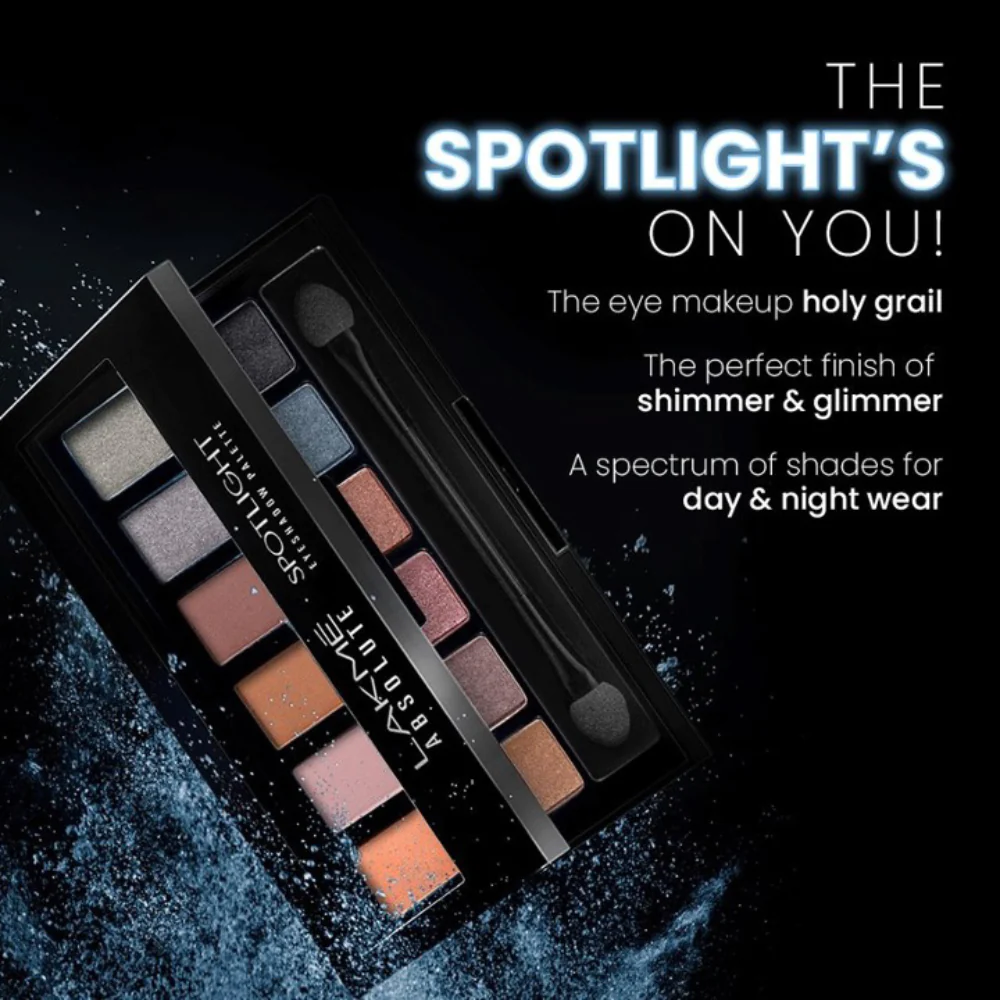 THE
SPOTLIGHT'S
ON YOU!
The eye makeup holy grail
The perfect finish of
shimmer & glimmer
A spectrum of shades for
day & night wear
SPOTLIGHT
EYESHADOW PALETTE
LAKMÉ
ABSOLUTE